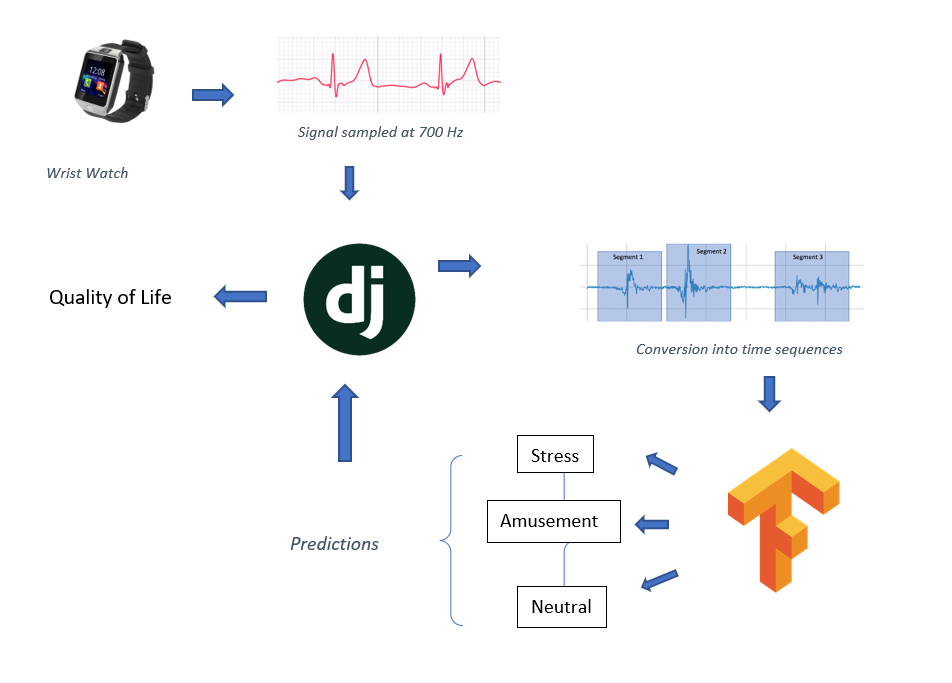 12:08
Signal sampled at 700 Hz
Wrist Watch
dj
Quality of Life
Segment 1
Segment 2
Segment 3
Conversion into time sequences
Stress
Amusement
Neutral
Predictions